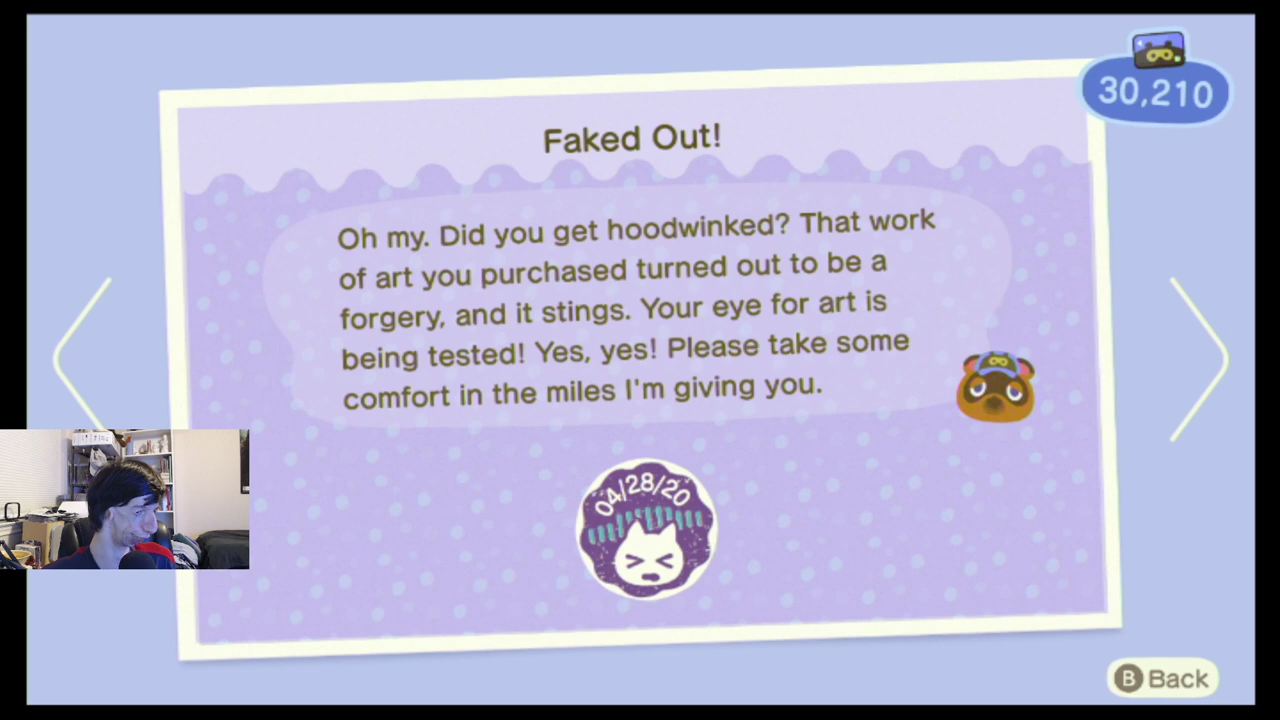 30,210
Faked Out!
Oh my. Did you get hoodwinked? That work
of art you purchased turned out to be a
forgery, and it stings. Your eye for art is
being tested! Yes, yes! Please take some
comfort in the miles I'm giving you.
04/28/20
B Back